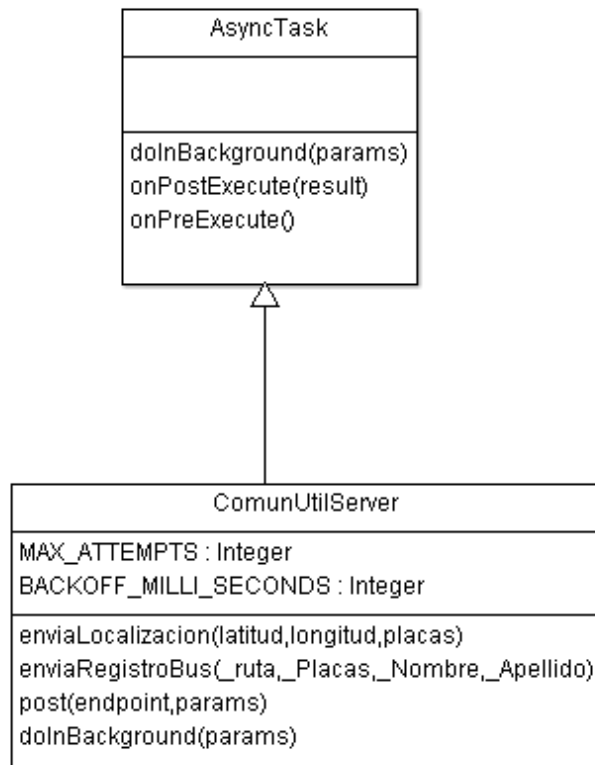 AsyncTask
doInBackground(params)
onPostExecute(result)
onPreExecute()
ComunUtilServer
MAX_ATTEMPTS : Integer
BACKOFF_MILLI_SECONDS : Integer
enviaLocalizacion(latitud,longitud,placas)
enviaRegistroBus(_ruta,_Placas,_Nombre,_Apellido)
post(endpoint,params)
doInBackground(params)